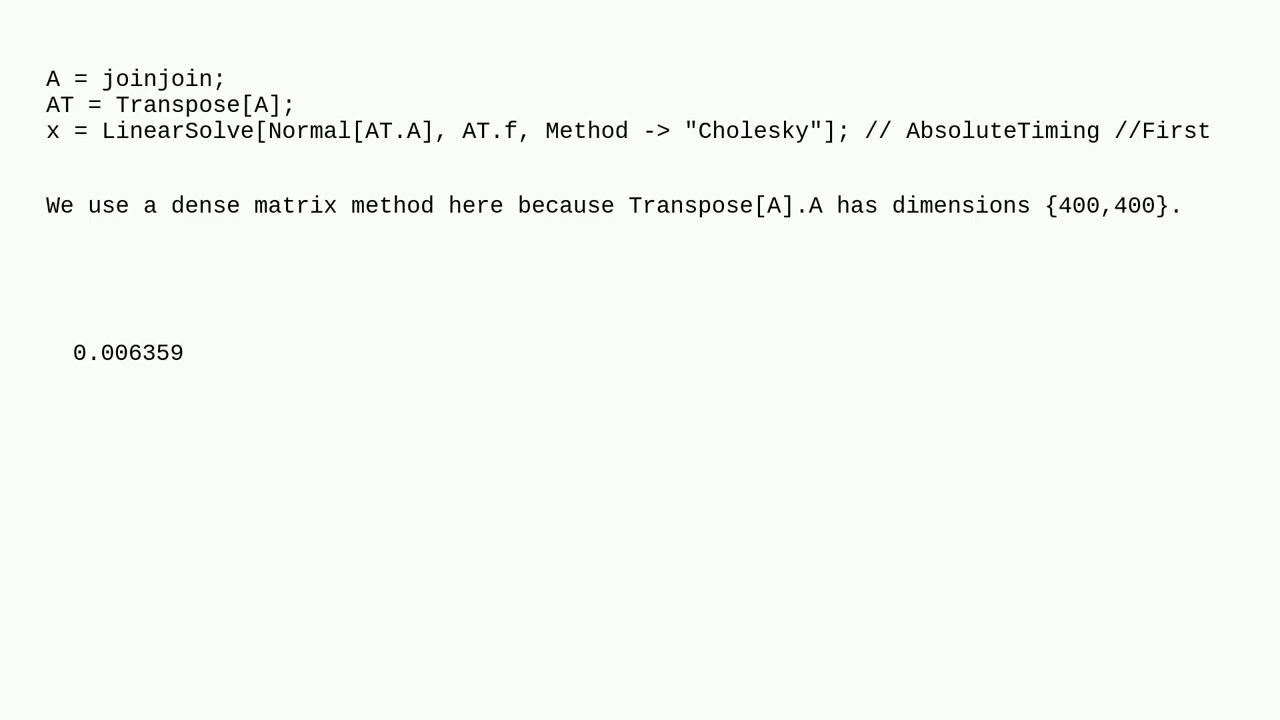 A = joinjoin;
AT = Transpose[A];
x = LinearSolve[Normal[AT.A], AT.f, Method -> "Cholesky"]; // AbsoluteTiming //First
We use a dense matrix method here because Transpose[A].A has dimensions {400,400}.
0.006359